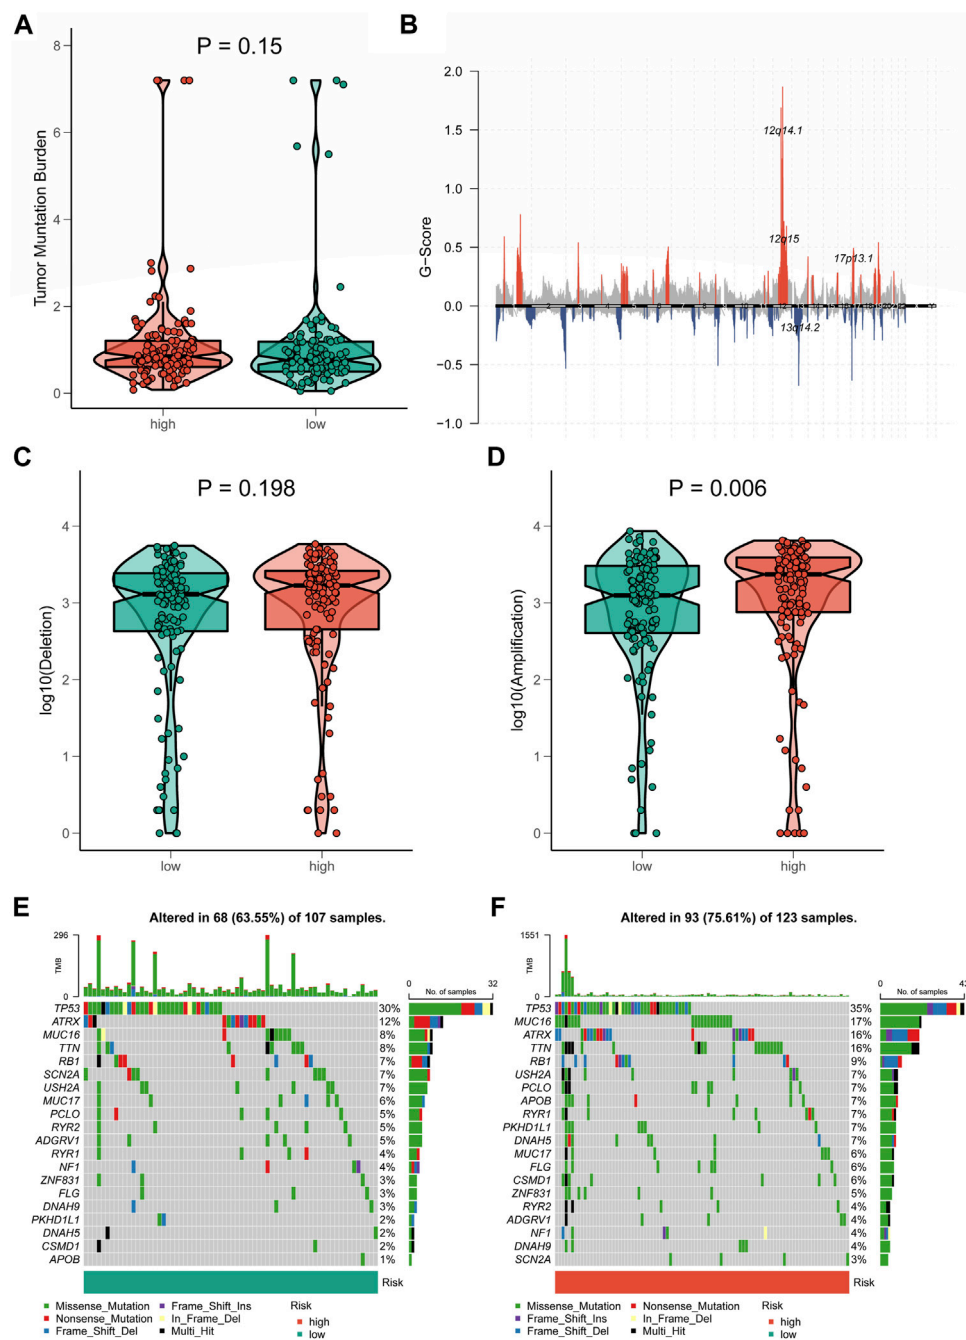 A
P = 0.15
Tumor Muntation Burden
8
6
4
2
0
high
low
B
G−Score
2.0
1.5
1.0
0.5
0.0
−0.5
−1.0
12q14.1
12q15
17p13.1
13q14.2
C
P = 0.198
log10(Deletion)
4
3
2
1
0
low
high
D
P = 0.006
log10(Amplification)
4
3
2
1
0
low
high
E
Altered in 68 (63.55%) of 107 samples.
296
TMB
0
0 32
No. of samples
TP53 30%
ATRX 12%
MUC16 8%
TTN 8%
RB1 7%
SCN2A 7%
USH2A 7%
MUC17 6%
PCLO 5%
RYR2 5%
ADGRV1 5%
RYR1 4%
NF1 4%
ZNF831 3%
FLG 3%
DNAH9 3%
PKHD1L1 2%
DNAH5 2%
CSMD1 2%
APOB 1%
Risk
Missense_Mutation
Nonsense_Mutation
Frame_Shift_Del
Frame_Shift_Ins
In_Frame_Del
Multi_Hit
Risk
high
low
F
Altered in 93 (75.61%) of 123 samples.
1551
TMB
0
0 42
No. of samples
TP53 35%
MUC16 17%
ATRX 16%
TTN 16%
RB1 9%
USH2A 7%
PCLO 7%
APOB 7%
RYR1 7%
PKHD1L1 7%
DNAH5 7%
MUC17 6%
FLG 6%
CSMD1 6%
ZNF831 5%
RYR2 4%
ADGRV1 4%
NF1 4%
DNAH9 4%
SCN2A 3%
Risk
Missense_Mutation
Frame_Shift_Ins
Frame_Shift_Del
Nonsense_Mutation
In_Frame_Del
Multi_Hit
Risk
high
low